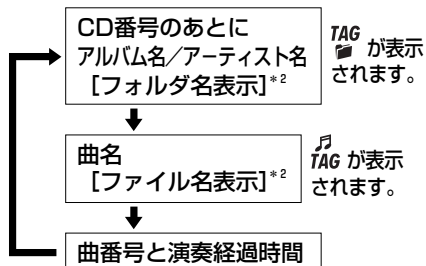 CD番号のあとに
アルバム名／アーティスト名
［フォルダ名表示］*2
TAG
が表示
されます。
曲名
［ファイル名表示］*2
TAG が表示
されます。
曲番号と演奏経過時間